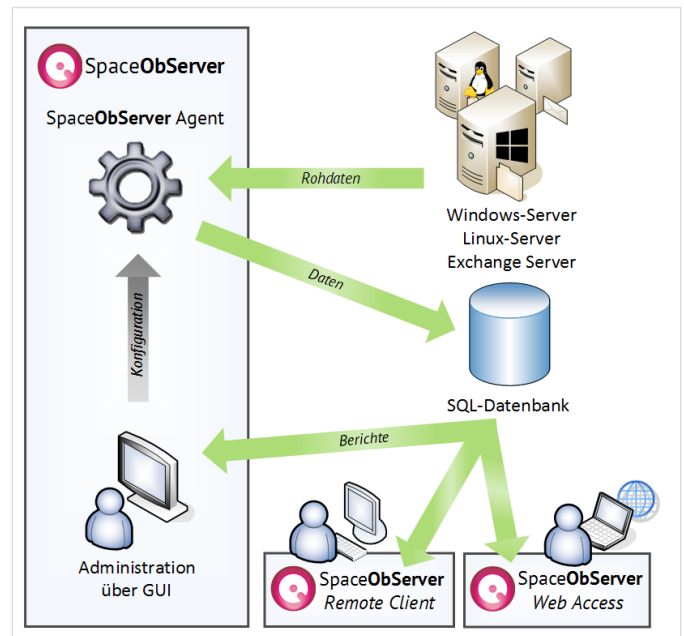 SpaceObServer
SpaceObServer Agent
Rohdaten
Windows-Server
Linux-Server
Exchange Server
Daten
Konfiguration
SQL-Datenbank
Berichte
Administration
über GUI
SpaceObServer
Remote Client
SpaceObServer
Web Access